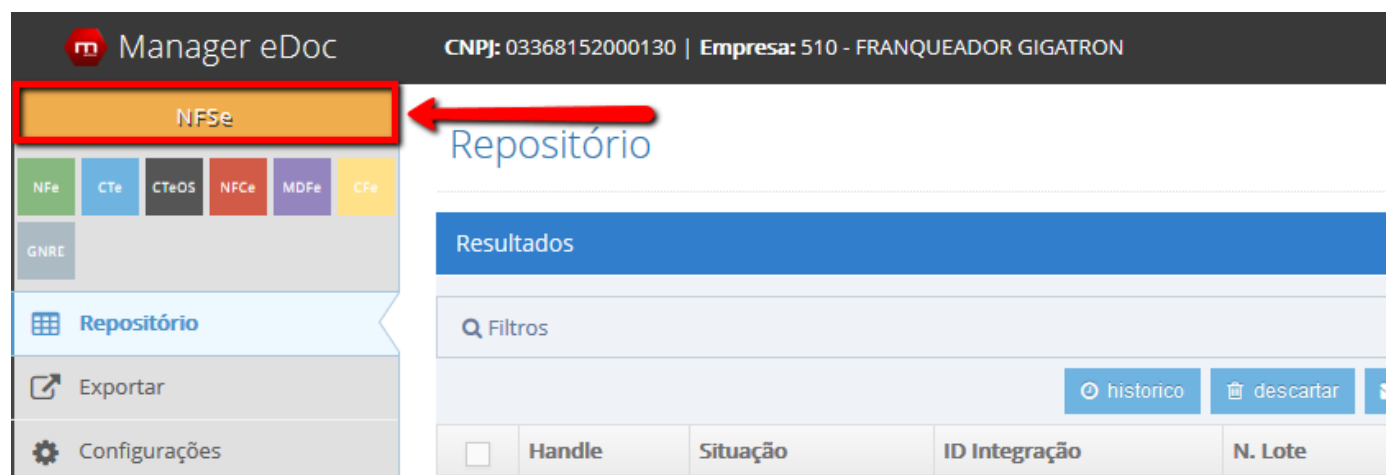 Manager eDoc
CNPJ: 03368152000130 | Empresa: 510 - FRANQUEADOR GIGATRON
NFSe
NFe CTe CTeOS NFCe MDFe CFe
GNRE
Repositório
Exportar
Configurações
Repositório
Resultados
Filtros
historico descartar
Handle Situação ID Integração N. Lote